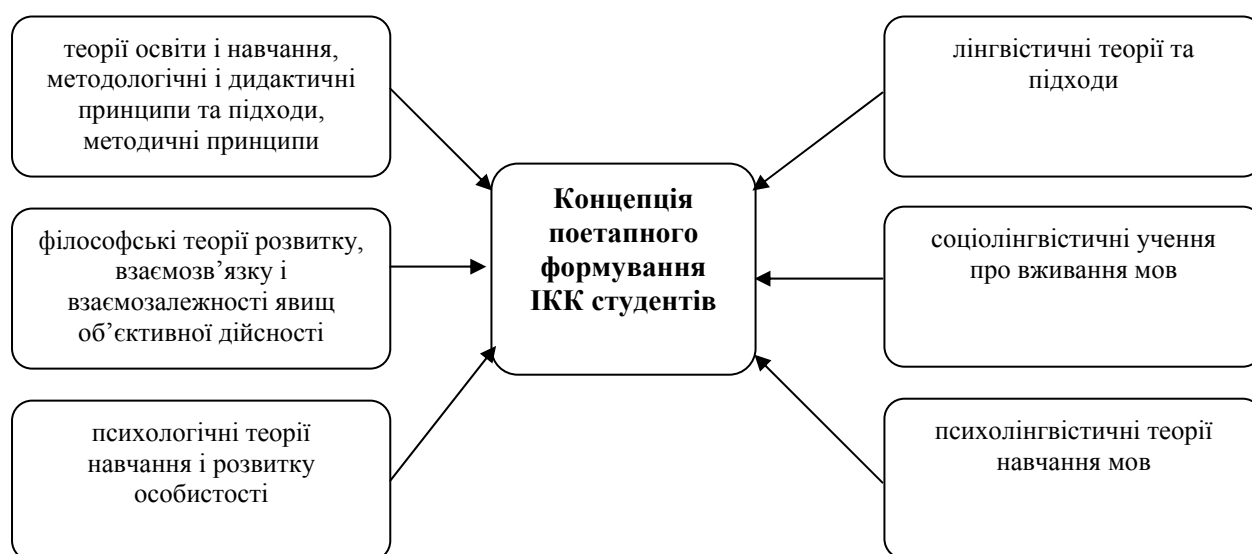 теорії освіти і навчання,
методологічні і дидактичні
принципи та підходи,
методичні принципи
філософські теорії розвитку,
взаємозв’язку і
взаємозалежності явищ
об’єктивної дійсності
психологічні теорії
навчання і розвитку
особистості
Концепція
поетапного
формування
ІКК студентів
лінгвістичні теорії та
підходи
соціолінгвістичні учення
про вживання мов
психолінгвістичні теорії
навчання мов